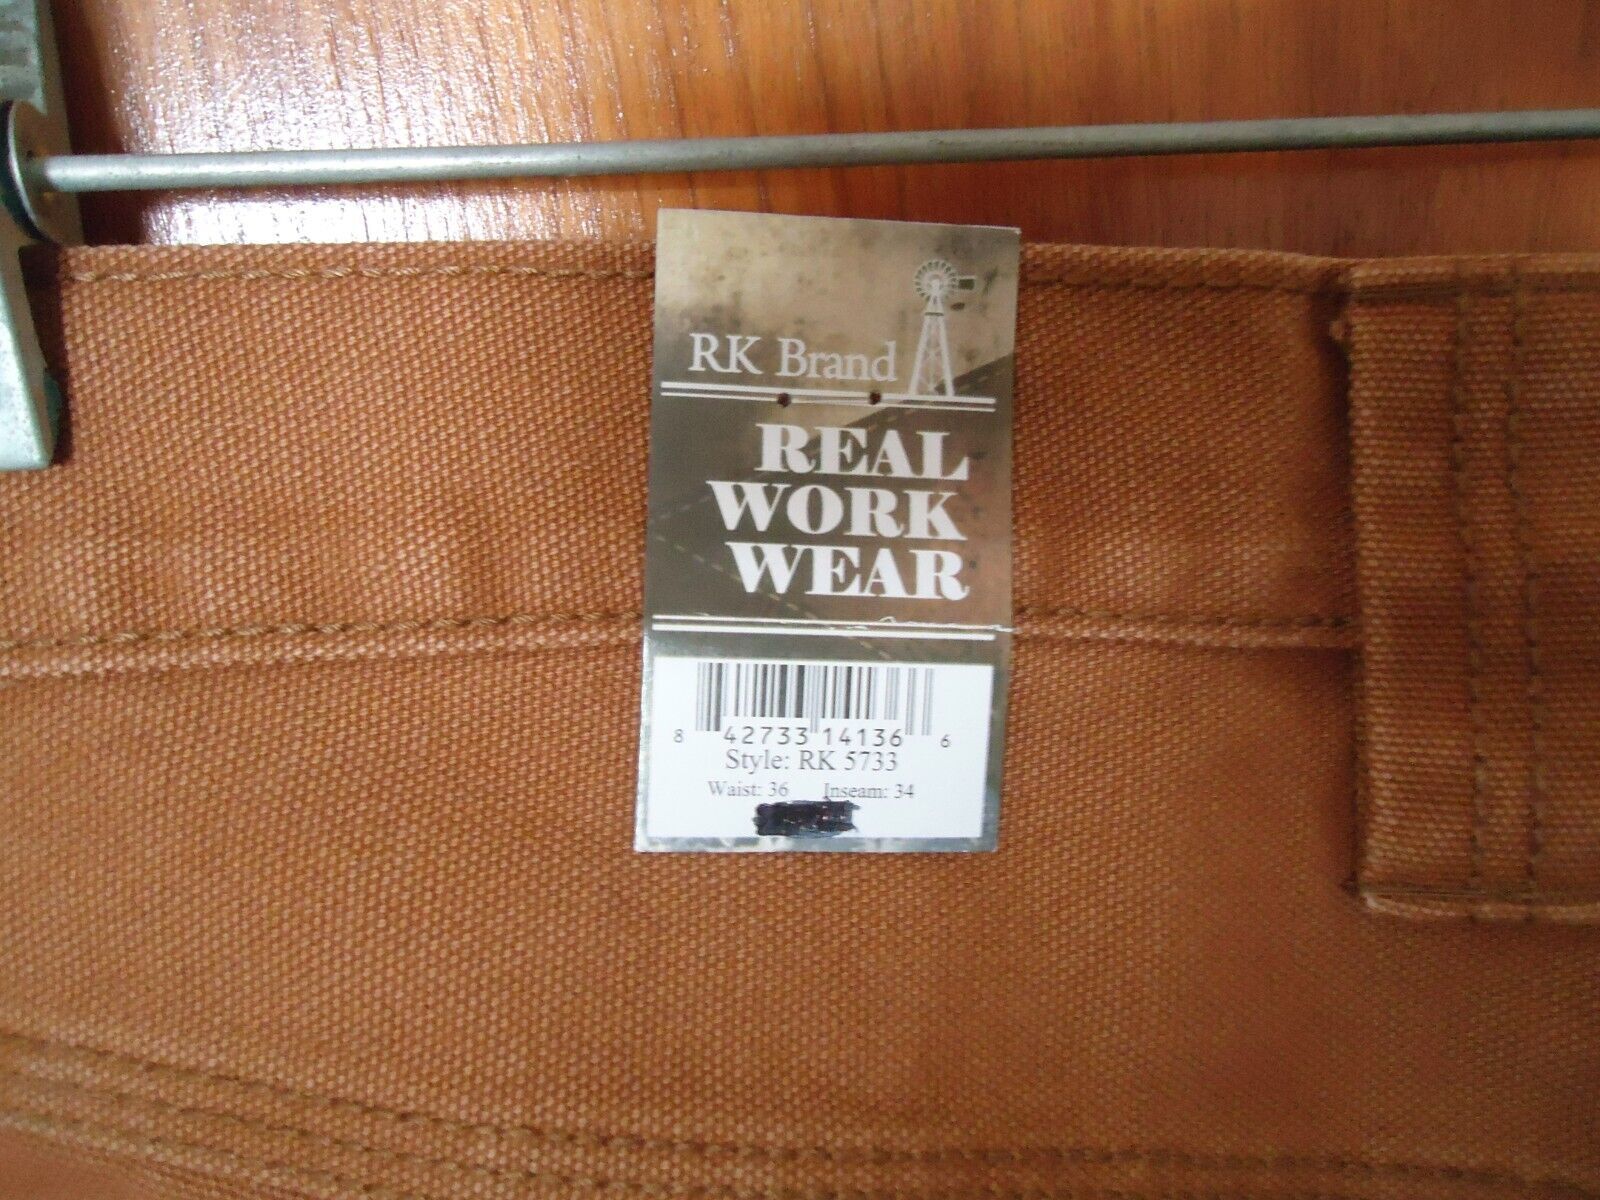 RK Brand
REAL
WORK
WEAR
8 42733 14136 6
Style: RK 5733
Waist: 36 Inseam: 34